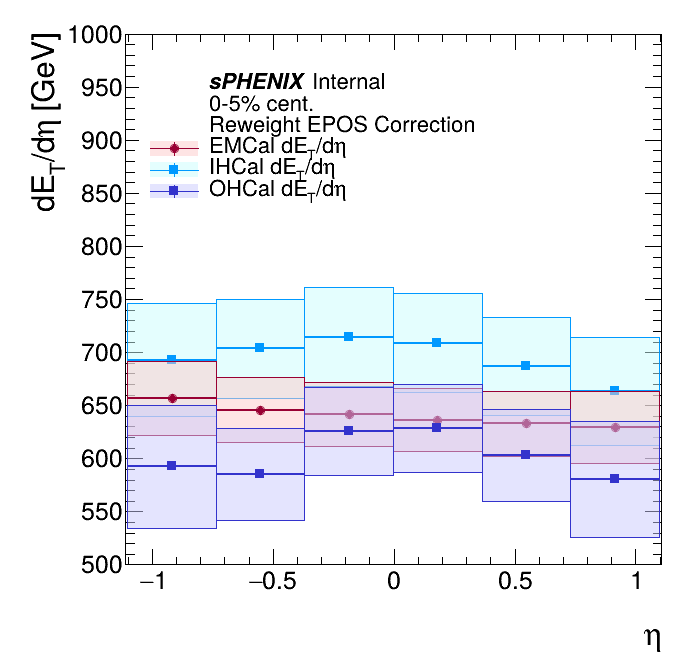 dE_T/dη [GeV]
1000
950
900
850
800
750
700
650
600
550
500
sPHENIX Internal
0-5% cent.
Reweight EPOS Correction
EMCal dE_T/dη
IHCal dE_T/dη
OHCal dE_T/dη
−1 −0.5 0 0.5 1
η